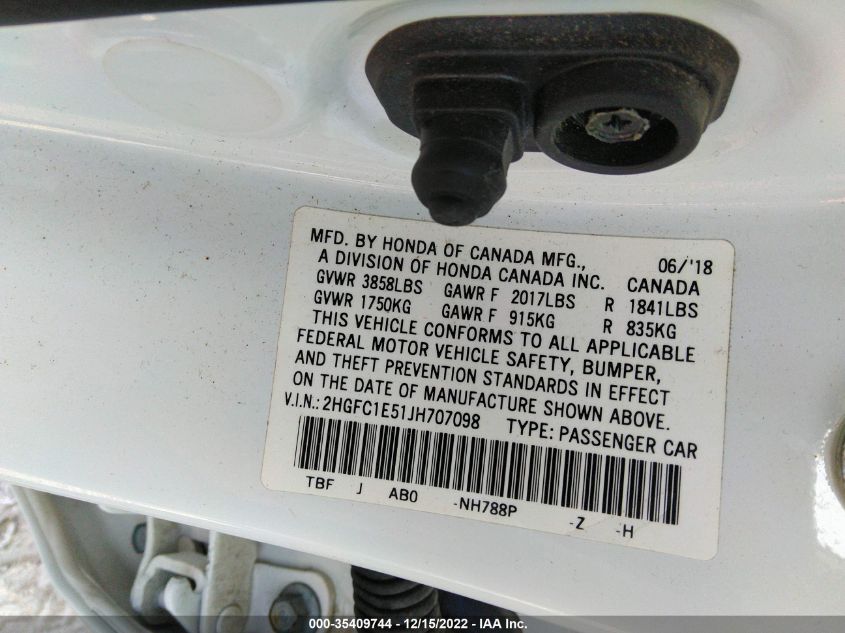 MFD. BY HONDA OF CANADA MFG., 06/'18
A DIVISION OF HONDA CANADA INC. CANADA
GVWR 3858LBS GAWR F 2017LBS R 1841LBS
GVWR 1750KG GAWR F 915KG R 835KG
THIS VEHICLE CONFORMS TO ALL APPLICABLE
FEDERAL MOTOR VEHICLE SAFETY, BUMPER,
AND THEFT PREVENTION STANDARDS IN EFFECT
ON THE DATE OF MANUFACTURE SHOWN ABOVE.
V.I.N.: 2HGFC1E51JH707098 TYPE: PASSENGER CAR
TBF J AB0 -NH788P -Z -H
000-35409744 - 12/15/2022 - IAA Inc.